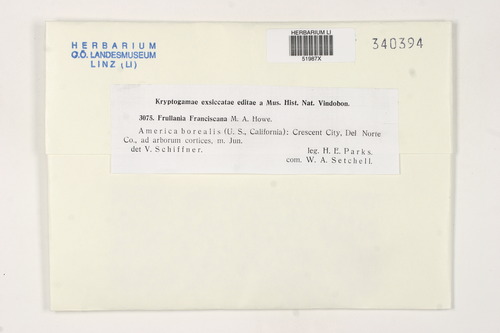 HERBARIUM
O.Ö. LANDESMUSEUM
LINZ (LI)
HERBARIUM LI
51987X
340394
Kryptogamae exsiccatae editae a Mus. Hist. Nat. Vindobon.
3075. Frullania Franciscana M. A. Howe.
America borealis (U. S., California): Crescent City, Del Norte
Co., ad arborum cortices, m. Jun.
det V. Schiffner.
leg. H. E. Parks.
com. W. A. Setchell.